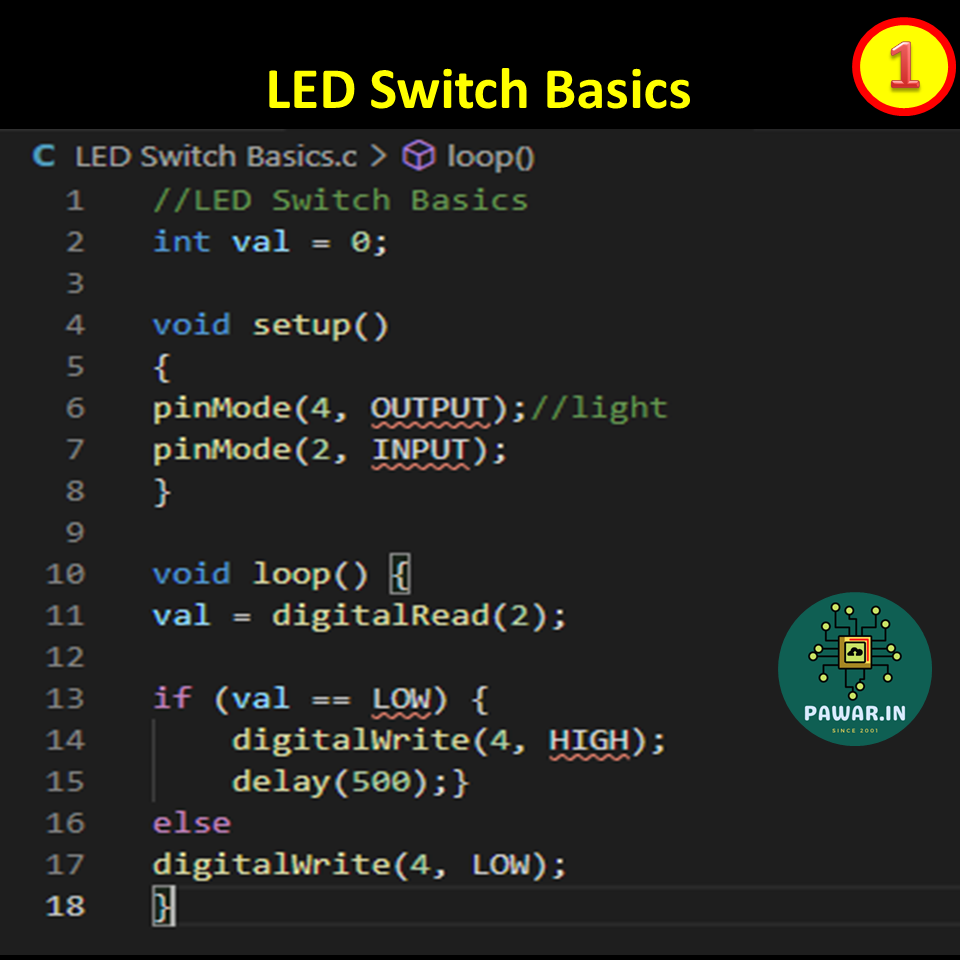 1
LED Switch Basics
C LED Switch Basics.c > loop()
1 //LED Switch Basics
2 int val = 0;
3
4 void setup()
5 {
6 pinMode(4, OUTPUT);//light
7 pinMode(2, INPUT);
8 }
9
10 void loop() {
11 val = digitalRead(2);
12
13 if (val == LOW) {
14     digitalWrite(4, HIGH);
15     delay(500);}
16 else
17 digitalWrite(4, LOW);
18 }
PAWAR.IN
SINCE 2001